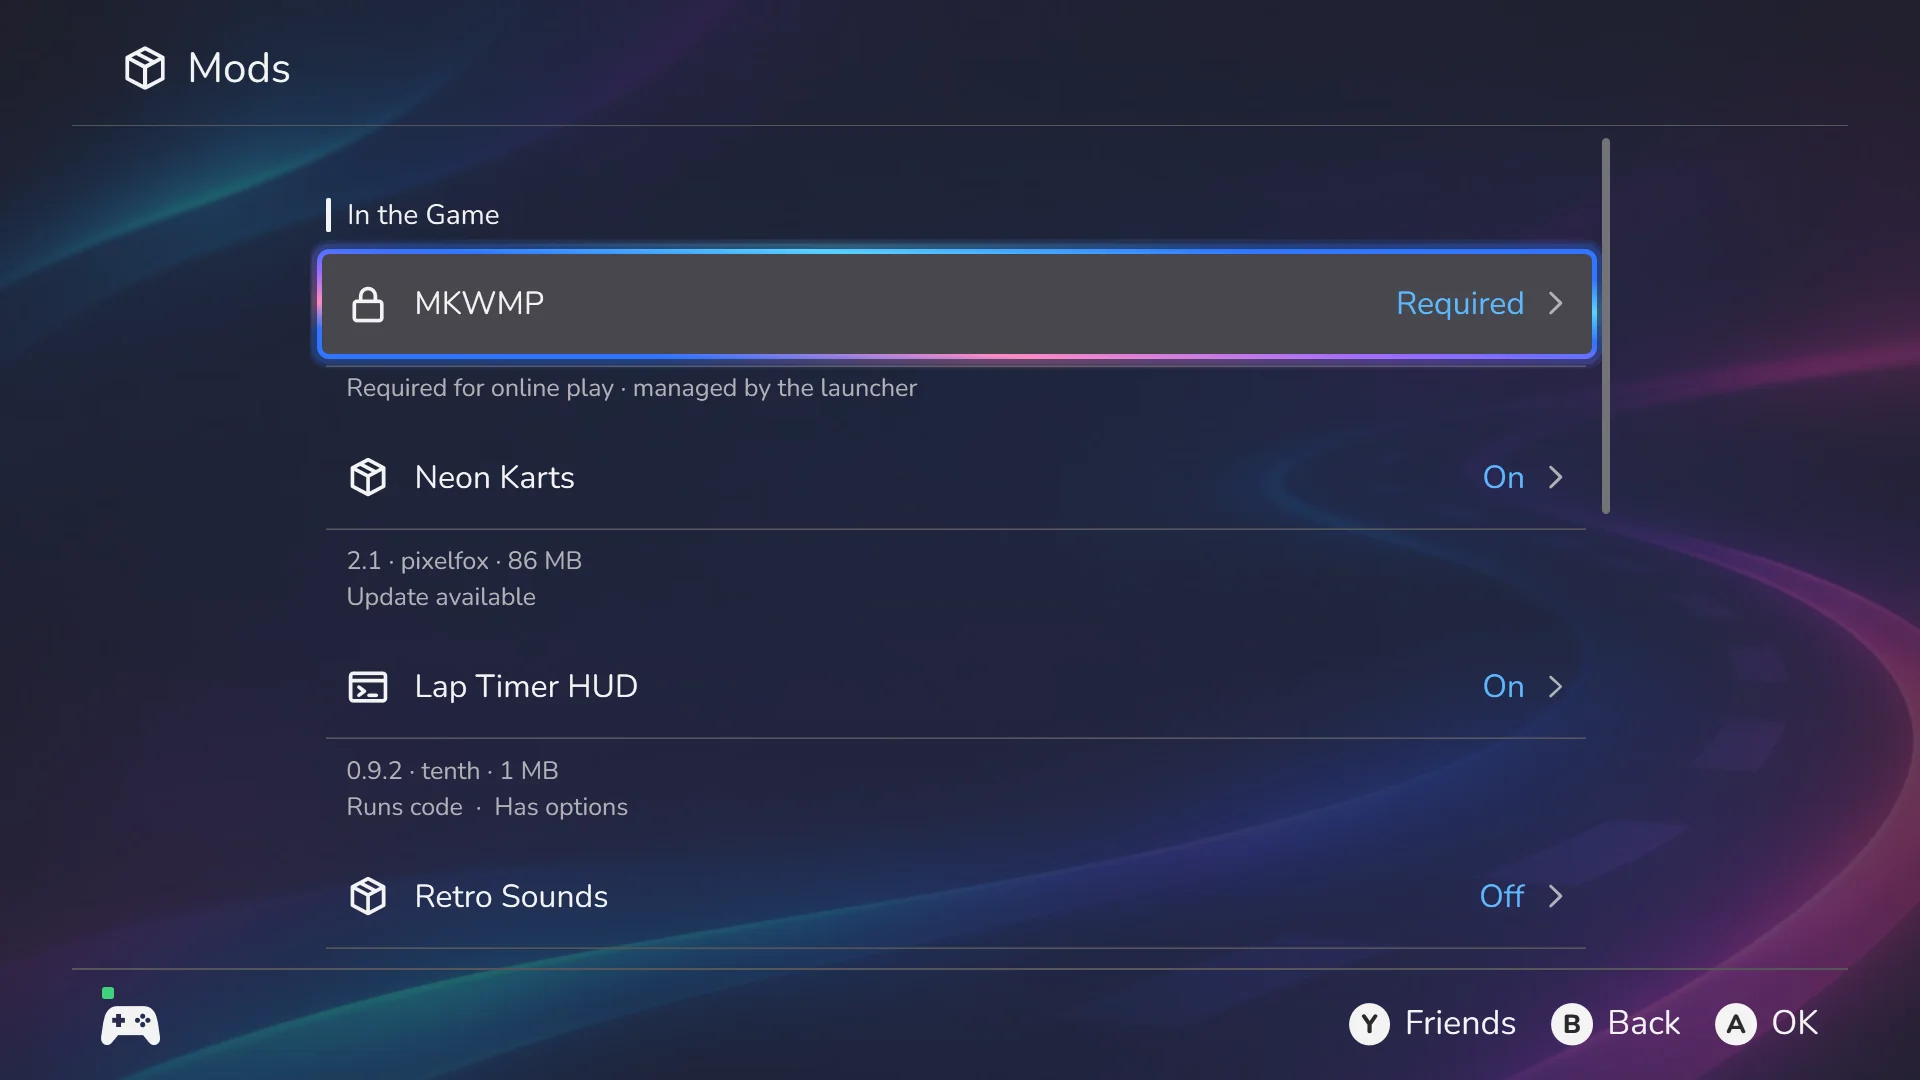 Mods
In the Game
MKWMP
Required
Required for online play · managed by the launcher
Neon Karts
On
2.1 · pixelfox · 86 MB
Update available
Lap Timer HUD
On
0.9.2 · tenth · 1 MB
Runs code · Has options
Retro Sounds
Off
Y Friends B Back A OK